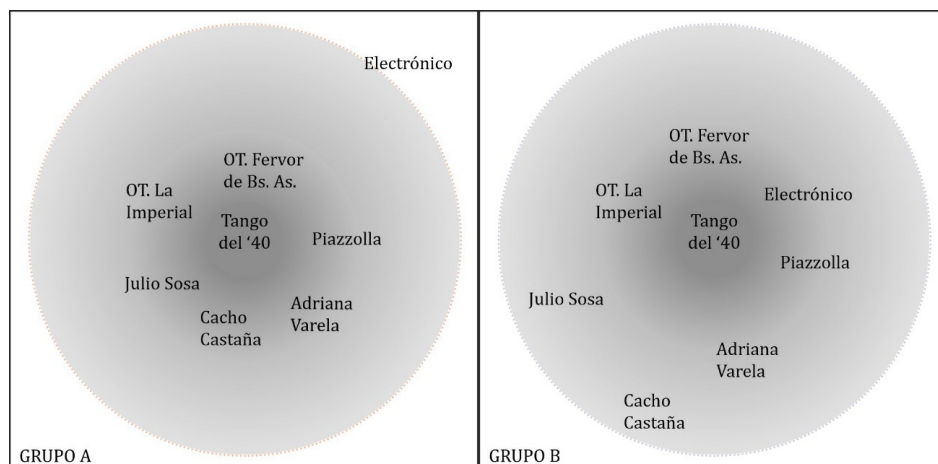 Electrónico
OT. Fervor
de Bs. As.
OT. La
Imperial
Tango
del ‘40
Piazzolla
Julio Sosa
Adriana
Varela
Cacho
Castaña
GRUPO A
OT. Fervor
de Bs. As.
OT. La
Imperial
Electrónico
Tango
del ‘40
Piazzolla
Julio Sosa
Adriana
Varela
Cacho
Castaña
GRUPO B